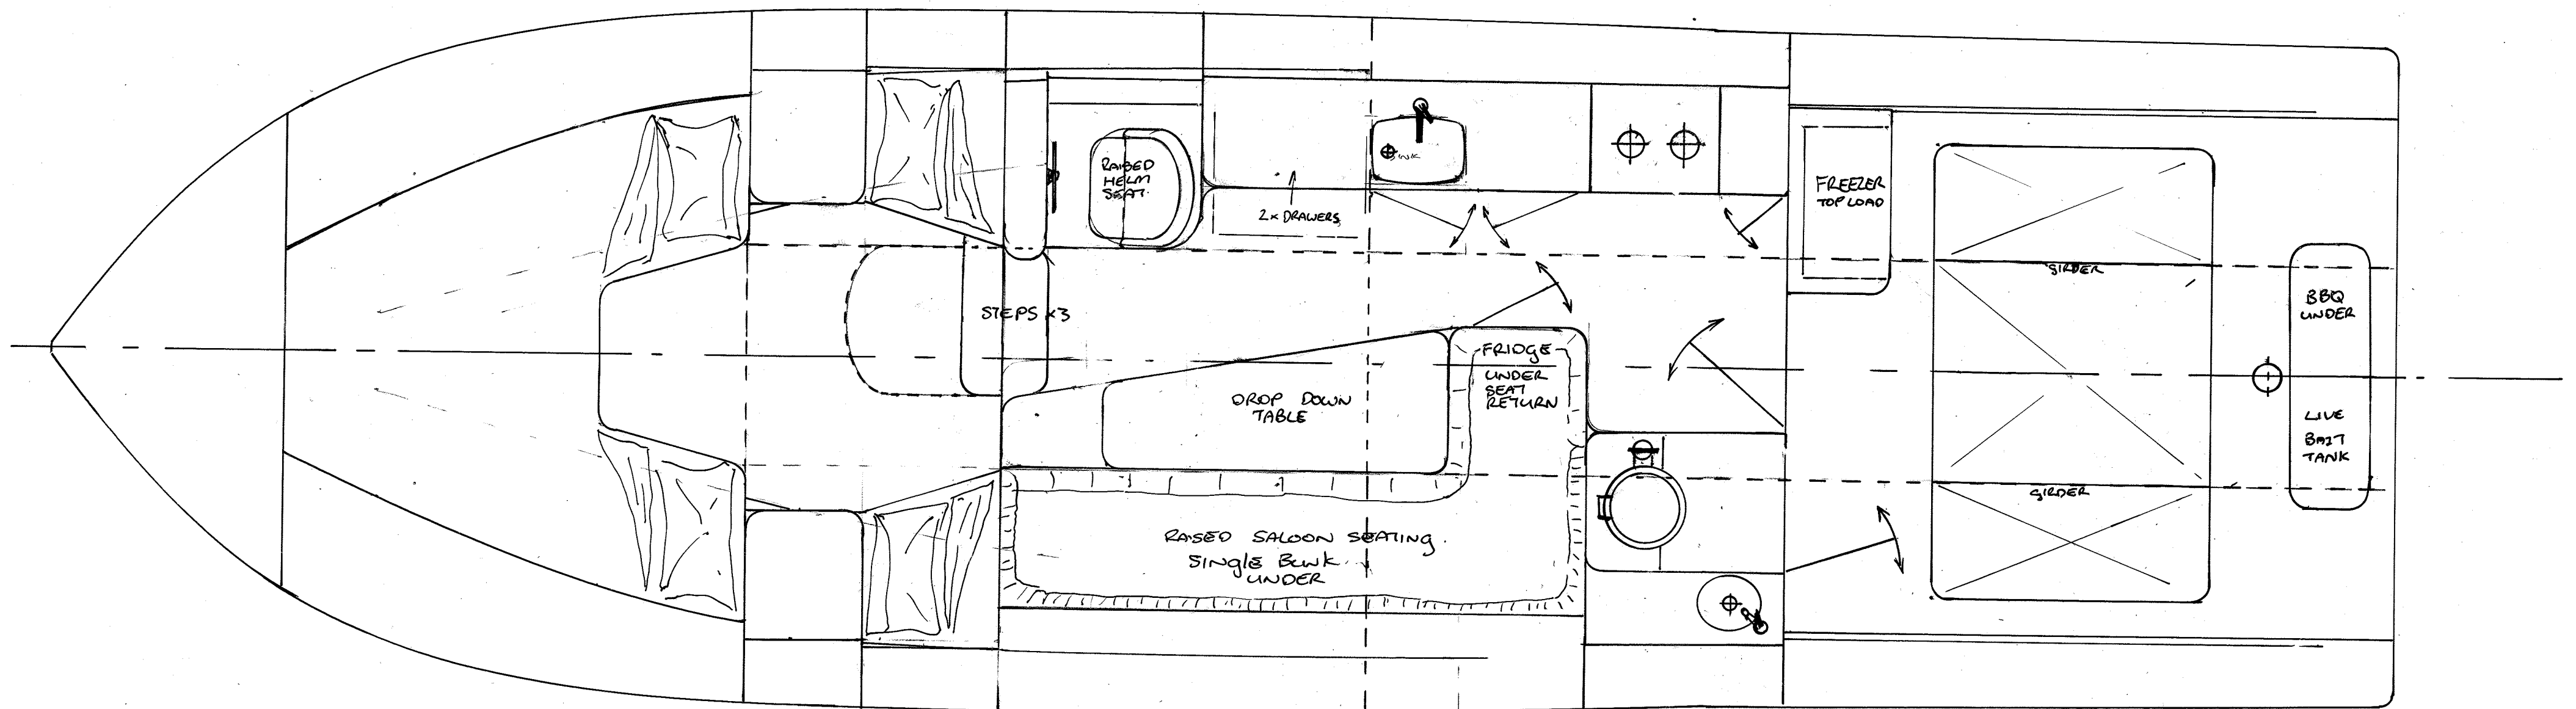 RAISED
HELM
SEAT.
2x DRAWERS
SINK
FREEZER
TOP LOAD
GIRDER
BBQ
UNDER
STEPS x3
FRIDGE
UNDER
SEAT
RETURN
DROP DOWN
TABLE
LIVE
BAIT
TANK
GIRDER
RAISED SALOON SEATING.
SINGLE BUNK
UNDER